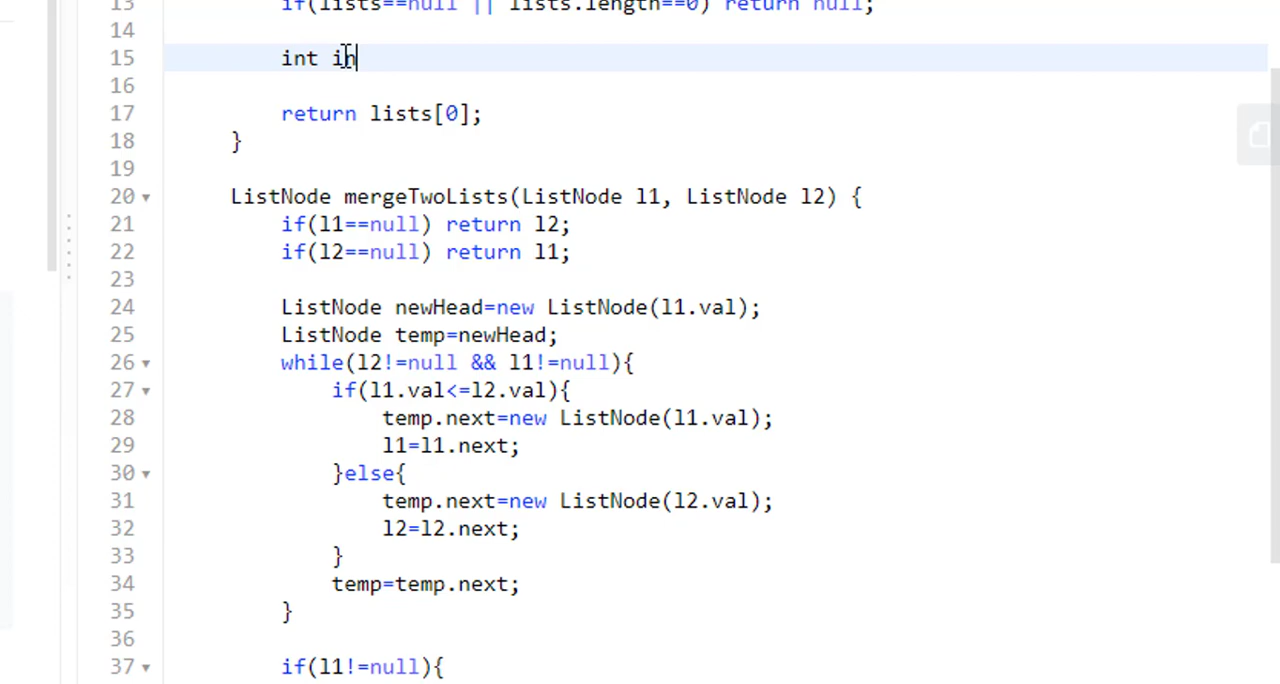 13 if(lists==null || lists.length==0) return null;
14
15 int in
16
17 return lists[0];
18 }
19
20 ListNode mergeTwoLists(ListNode l1, ListNode l2) {
21 if(l1==null) return l2;
22 if(l2==null) return l1;
23
24 ListNode newHead=new ListNode(l1.val);
25 ListNode temp=newHead;
26 while(l2!=null && l1!=null){
27 if(l1.val<=l2.val){
28 temp.next=new ListNode(l1.val);
29 l1=l1.next;
30 }else{
31 temp.next=new ListNode(l2.val);
32 l2=l2.next;
33 }
34 temp=temp.next;
35 }
36
37 if(l1!=null){